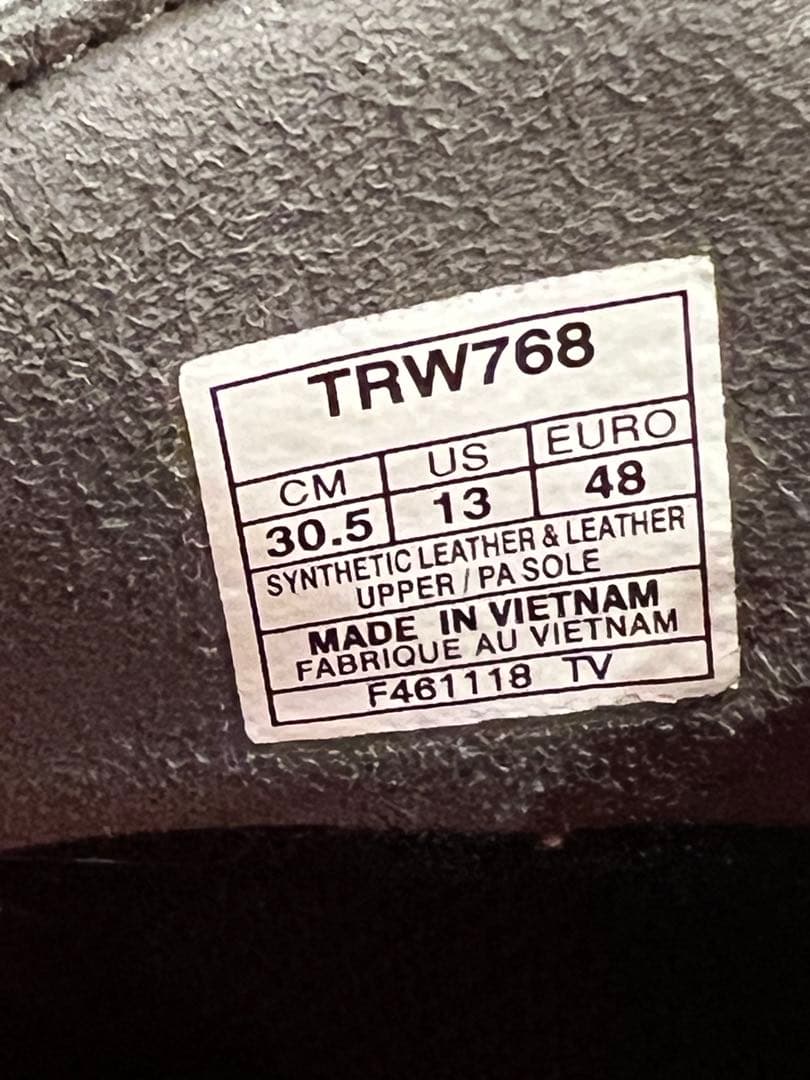 TRW768
CM US EURO
30.5 13 48
SYNTHETIC LEATHER & LEATHER
UPPER / PA SOLE
MADE IN VIETNAM
FABRIQUE AU VIETNAM
F461118 TV